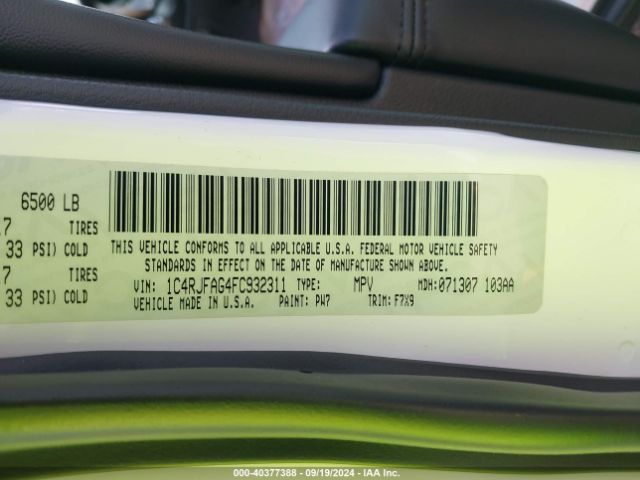 6500 LB
7 TIRES
33 PSI) COLD
7 TIRES
33 PSI) COLD
THIS VEHICLE CONFORMS TO ALL APPLICABLE U.S.A. FEDERAL MOTOR VEHICLE SAFETY
STANDARDS IN EFFECT ON THE DATE OF MANUFACTURE SHOWN ABOVE.
VIN: 1C4RJFAG4FC932311 TYPE: MPV MDH:071307 103AA
VEHICLE MADE IN U.S.A. PAINT: PW7 TRIM: F7X9
00-40377388 - 09/19/2024 - IAA Inc.